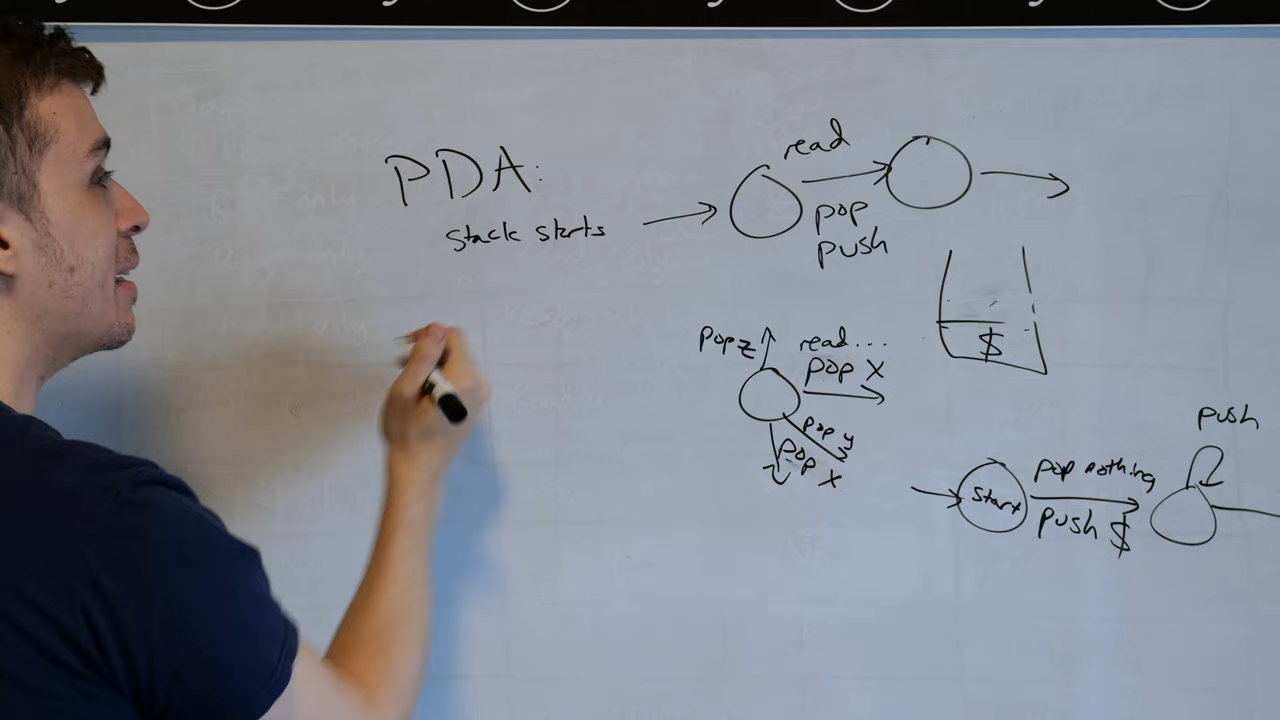 PDA:
stack starts
read
pop
push
$
pop z
read...
pop X
pop y
pop X
start
pop nothing
push $
push